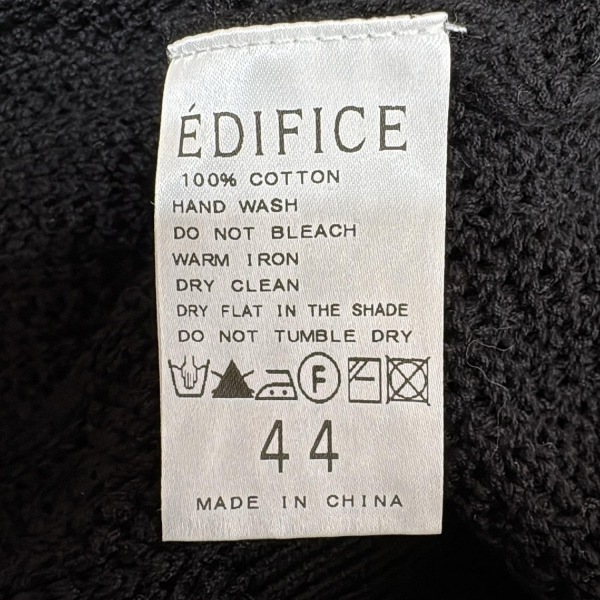 ÉDIFICE
100% COTTON
HAND WASH
DO NOT BLEACH
WARM IRON
DRY CLEAN
DRY FLAT IN THE SHADE
DO NOT TUMBLE DRY
F
44
MADE IN CHINA